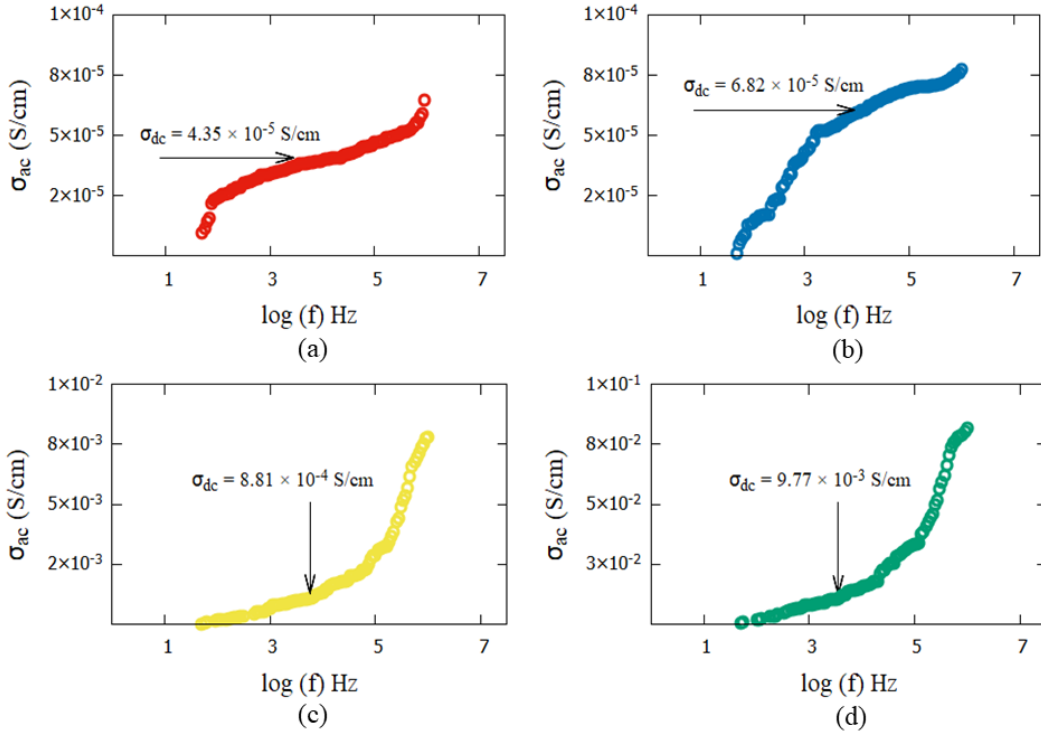 1×10⁻⁴
8×10⁻⁵
5×10⁻⁵
2×10⁻⁵
σac (S/cm)
σdc = 4.35 × 10⁻⁵ S/cm
1 3 5 7
log (f) Hz
(a)
1×10⁻⁴
8×10⁻⁵
5×10⁻⁵
2×10⁻⁵
σac (S/cm)
σdc = 6.82 × 10⁻⁵ S/cm
1 3 5 7
log (f) Hz
(b)
1×10⁻²
8×10⁻³
5×10⁻³
2×10⁻³
σac (S/cm)
σdc = 8.81 × 10⁻⁴ S/cm
1 3 5 7
log (f) Hz
(c)
1×10⁻¹
8×10⁻²
5×10⁻²
3×10⁻²
σac (S/cm)
σdc = 9.77 × 10⁻³ S/cm
1 3 5 7
log (f) Hz
(d)